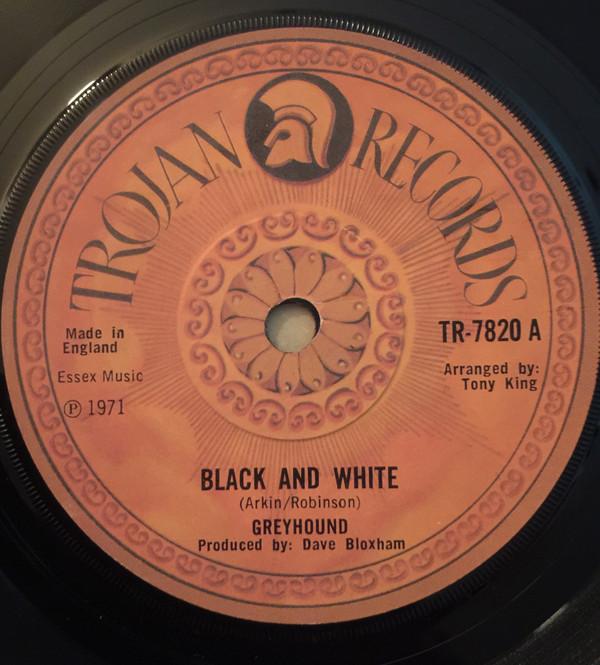 TROJAN RECORDS
Made in
England
Essex Music
Ⓟ 1971
TR-7820 A
Arranged by:
Tony King
BLACK AND WHITE
(Arkin/Robinson)
GREYHOUND
Produced by: Dave Bloxham